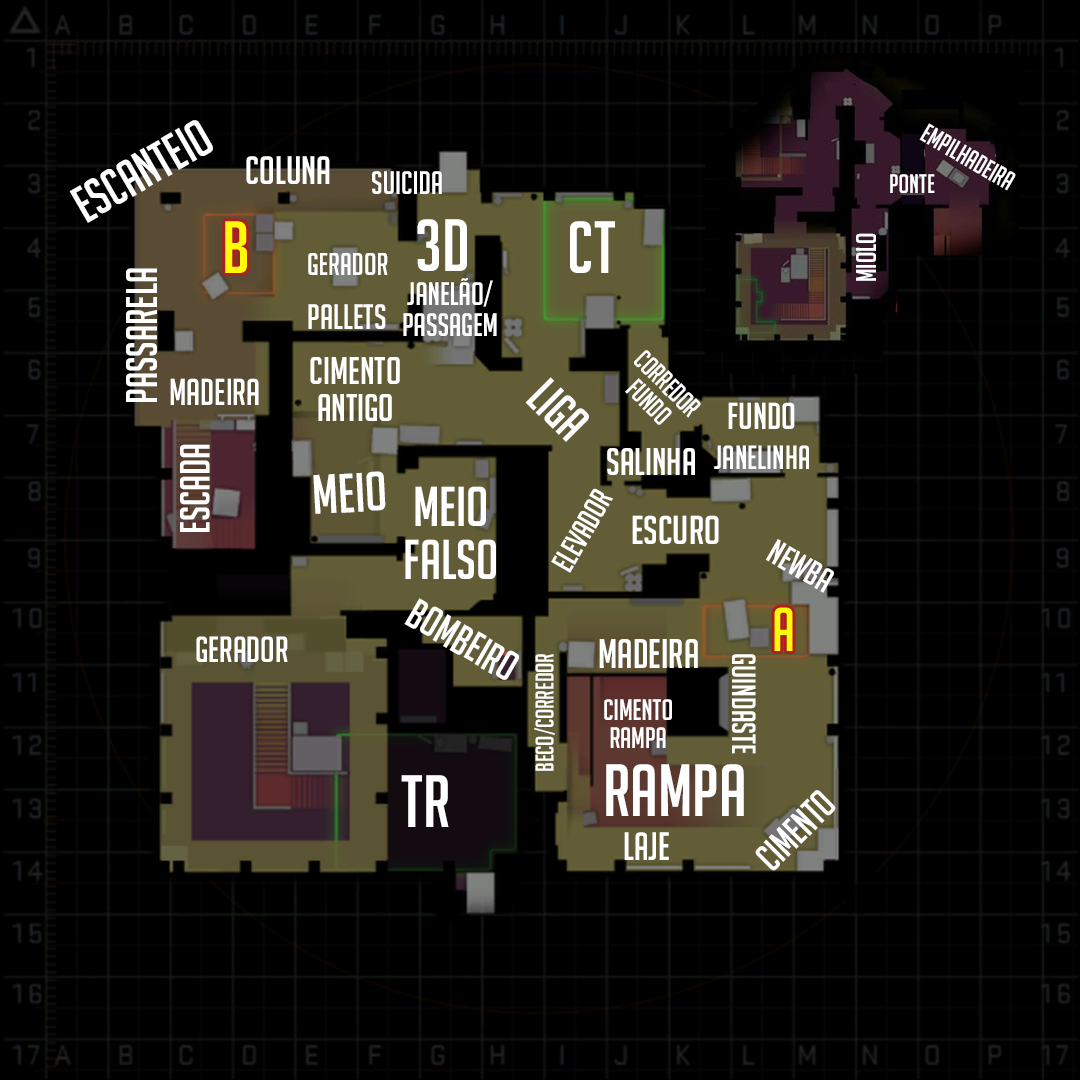 A B C D E F G H I J K L M N O P
1 1
2 2
3 3
4 4
5 5
6 6
7 7
8 8
9 9
10 10
11 11
12 12
13 13
14 14
15 15
16 16
17 17
A B C D E F G H I J K L M N O P
ESCANTEIO
COLUNA
SUICIDA
EMPILHADEIRA
PONTE
MIOLO
B
GERADOR
3D
CT
PALLETS
JANELÃO/
PASSAGEM
PASSARELA
MADEIRA
CIMENTO
ANTIGO
LIGA
CORREDOR
FUNDO
FUNDO
JANELINHA
SALINHA
ESCADA
MEIO
MEIO
FALSO
ELEVADOR
ESCURO
NEWBA
A
BOMBEIRO
GERADOR
MADEIRA
BECO/CORREDOR
GUINDASTE
CIMENTO
RAMPA
TR
RAMPA
LAJE
CIMENTO